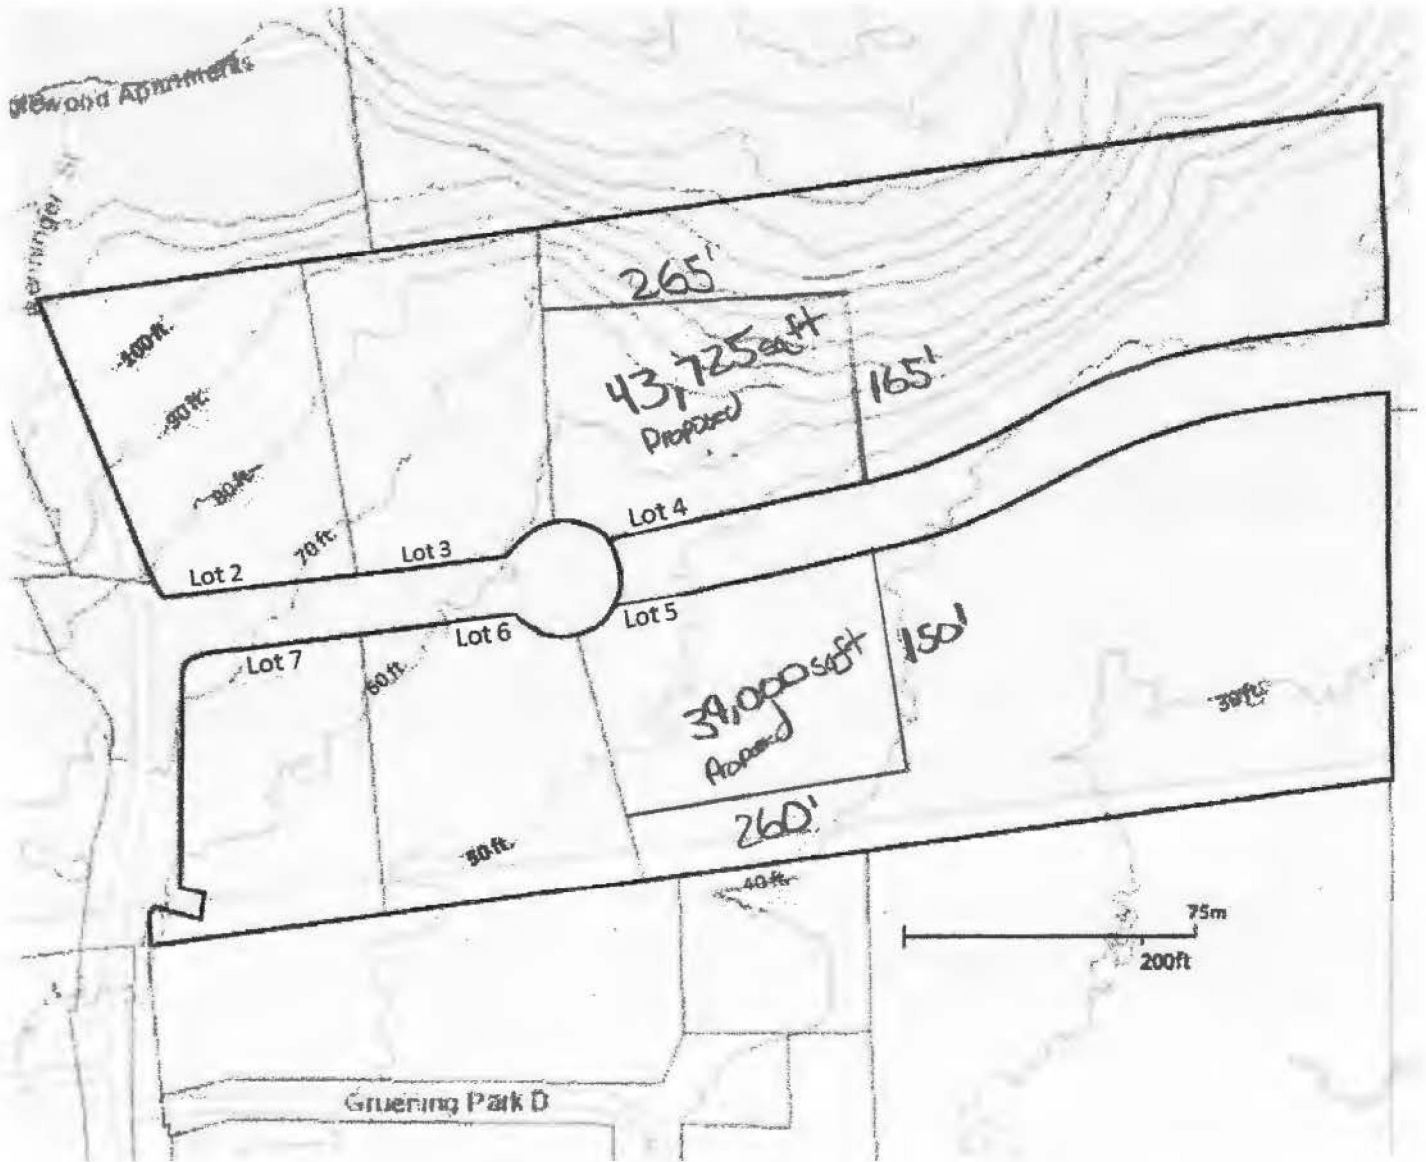 Apartments
265'
100 ft.
43,725 sq ft
Proposed
165'
90 ft.
80 ft.
Lot 4
70 ft.
Lot 3
Lot 2
Lot 5
Lot 6
Lot 7
60 ft
150'
39,000 sq ft
Proposed
260'
50 ft.
40 ft.
75m
200ft
Gruening Park D